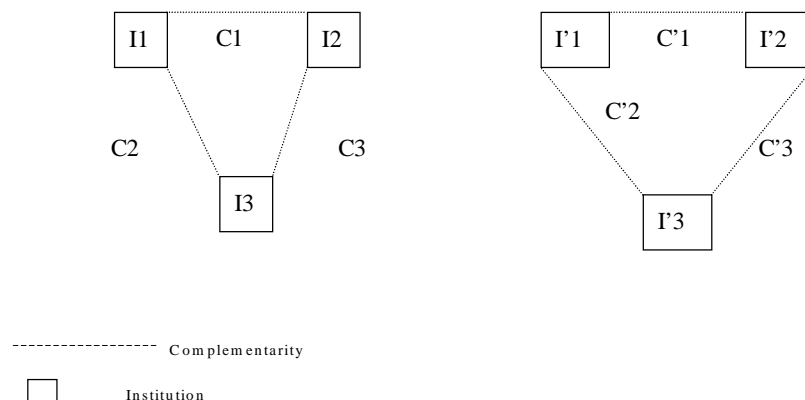 I1 C1 I2
I'1 C'1 I'2
C'2
C2 C3
C'3
I3
I'3
Complementarity
Institution